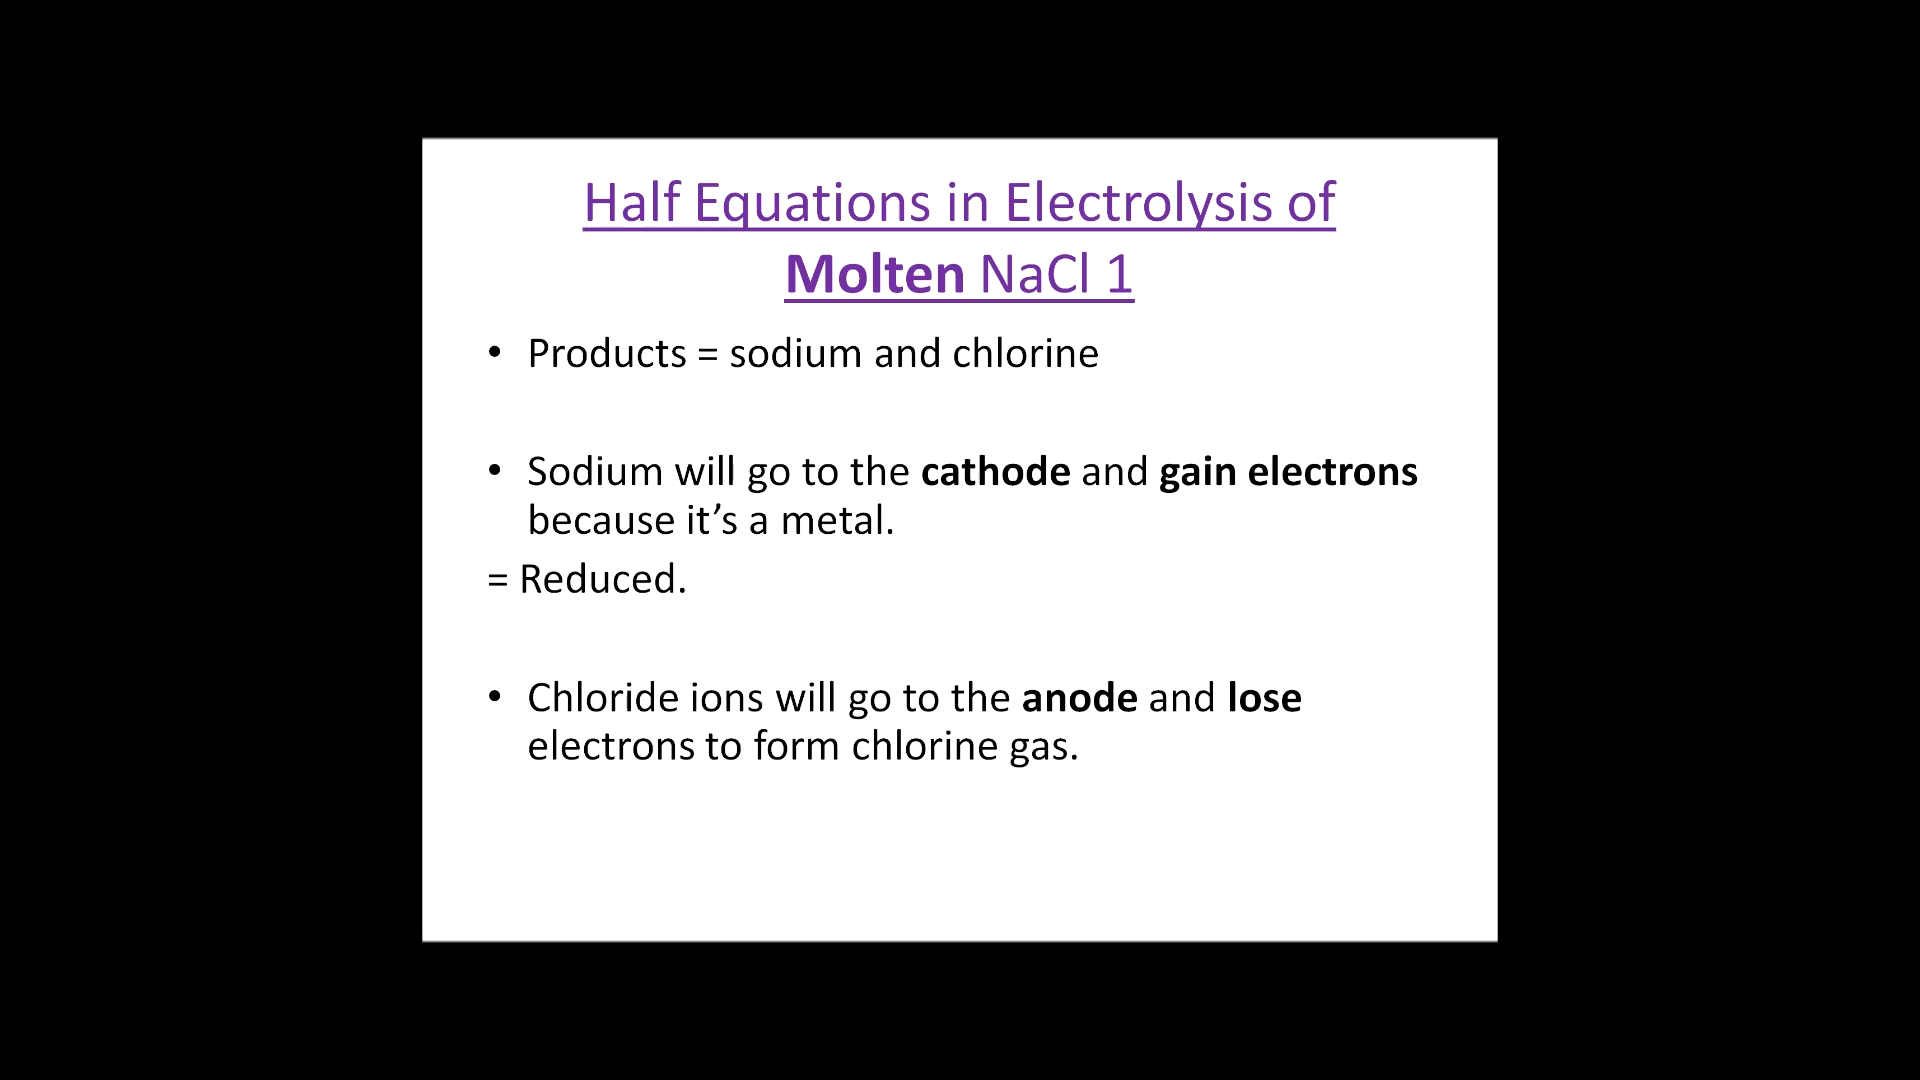 Half Equations in Electrolysis of
Molten NaCl 1
• Products = sodium and chlorine
• Sodium will go to the cathode and gain electrons
because it’s a metal.
= Reduced.
• Chloride ions will go to the anode and lose
electrons to form chlorine gas.